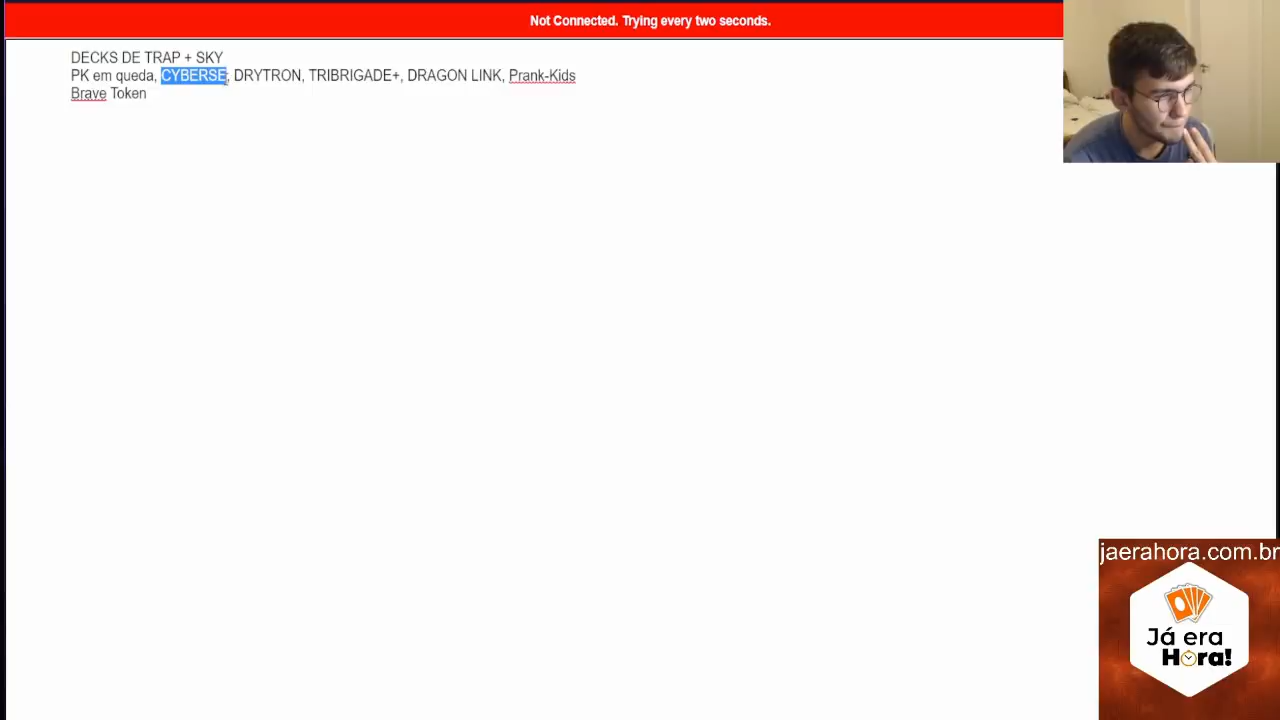 Not Connected. Trying every two seconds.
DECKS DE TRAP + SKY
PK em queda, CYBERSE, DRYTRON, TRIBRIGADE+, DRAGON LINK, Prank-Kids
Brave Token
jaerahora.com.br
Já era
Hora!